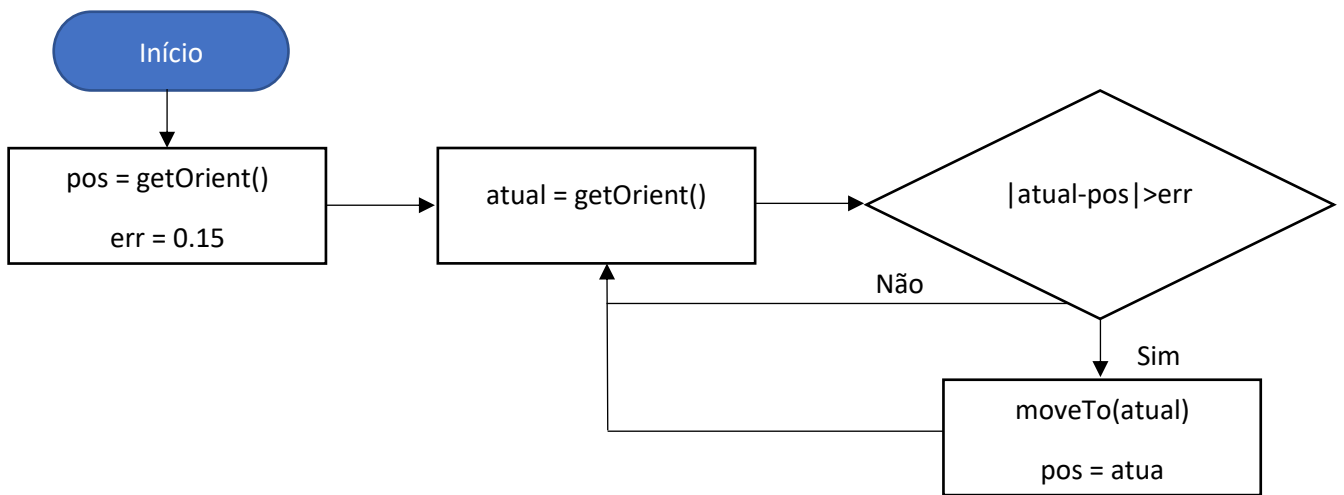 Início
pos = getOrient()
err = 0.15
atual = getOrient()
|atual-pos|>err
Não
Sim
moveTo(atual)
pos = atua